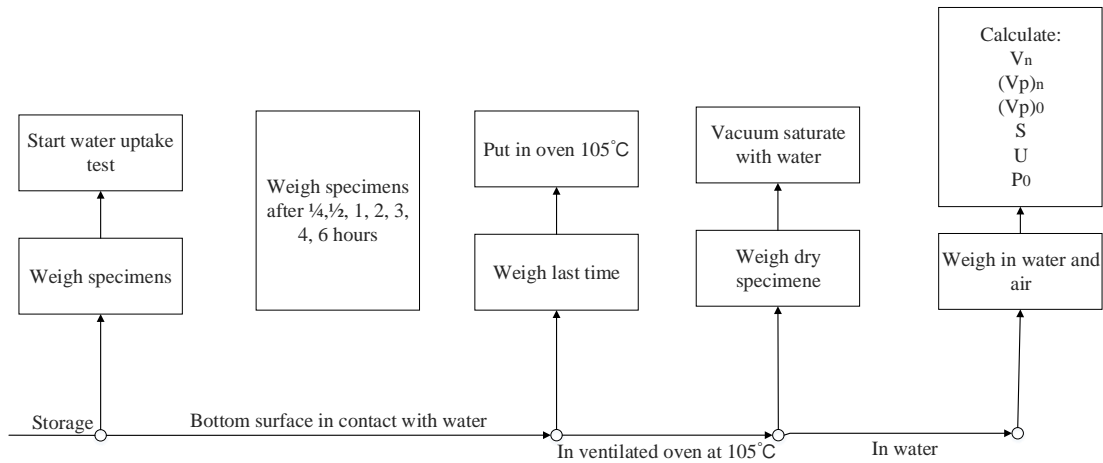 Start water uptake
test
Weigh specimens
Weigh specimens
after ¼,½, 1, 2, 3,
4, 6 hours
Put in oven 105℃
Weigh last time
Vacuum saturate
with water
Weigh dry
specimene
Calculate:
Vn
(Vp)n
(Vp)0
S
U
P0
Weigh in water and
air
Storage
Bottom surface in contact with water
In ventilated oven at 105℃
In water